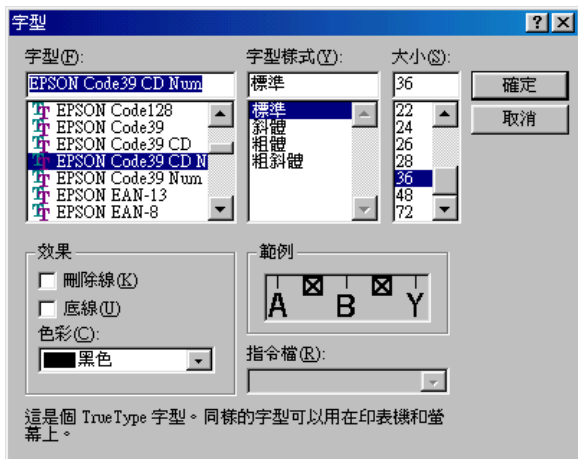 字型
字型(F):
字型樣式(Y):
大小(S):
EPSON Code39 CD Num
標準
36
確定
取消
EPSON Code128
EPSON Code39
EPSON Code39 CD
EPSON Code39 CD N
EPSON Code39 Num
EPSON EAN-13
EPSON EAN-8
標準
斜體
粗體
粗斜體
22
24
26
28
36
48
72
效果
刪除線(K)
底線(U)
色彩(C):
黑色
範例
A B Y
指令檔(R):
這是個 TrueType 字型。同樣的字型可以用在印表機和螢
幕上。